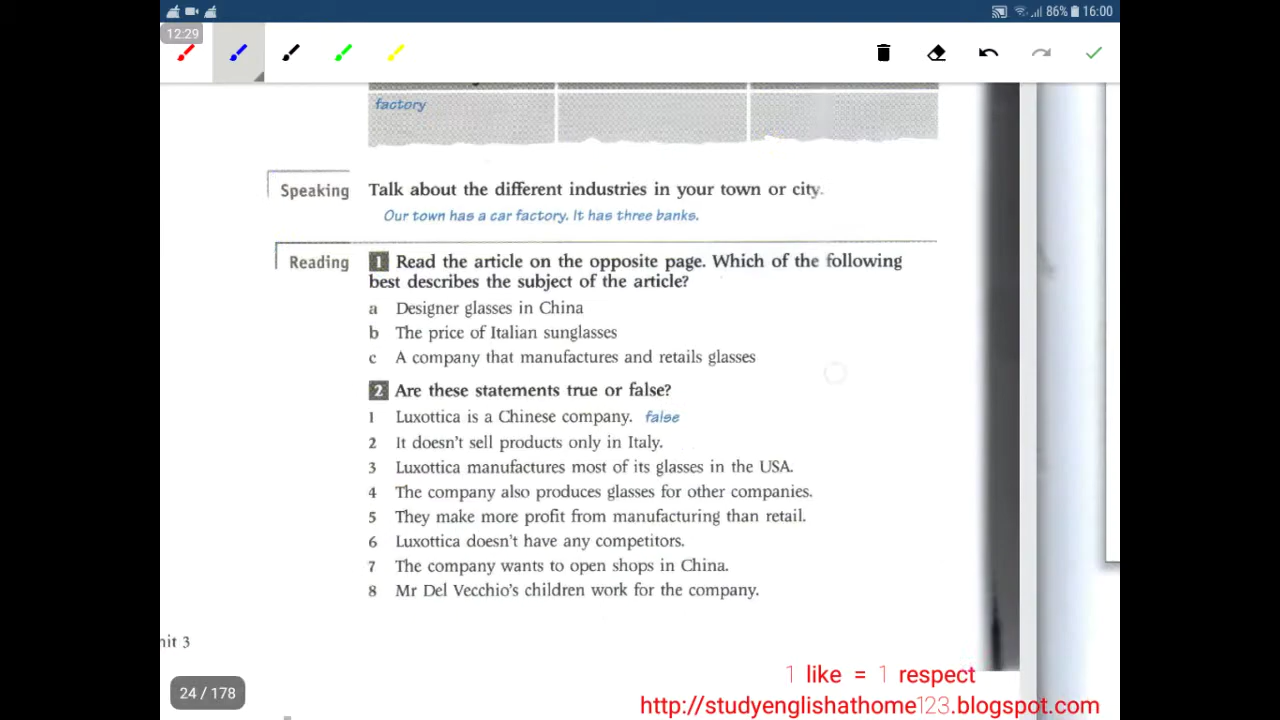 86% 16:00
12:29
factory
Speaking
Talk about the different industries in your town or city.
Our town has a car factory. It has three banks.
Reading
1 Read the article on the opposite page. Which of the following
best describes the subject of the article?
a Designer glasses in China
b The price of Italian sunglasses
c A company that manufactures and retails glasses
2 Are these statements true or false?
1 Luxottica is a Chinese company. false
2 It doesn't sell products only in Italy.
3 Luxottica manufactures most of its glasses in the USA.
4 The company also produces glasses for other companies.
5 They make more profit from manufacturing than retail.
6 Luxottica doesn't have any competitors.
7 The company wants to open shops in China.
8 Mr Del Vecchio's children work for the company.
nit 3
24 / 178
1 like = 1 respect
http://studyenglishathome123.blogspot.com